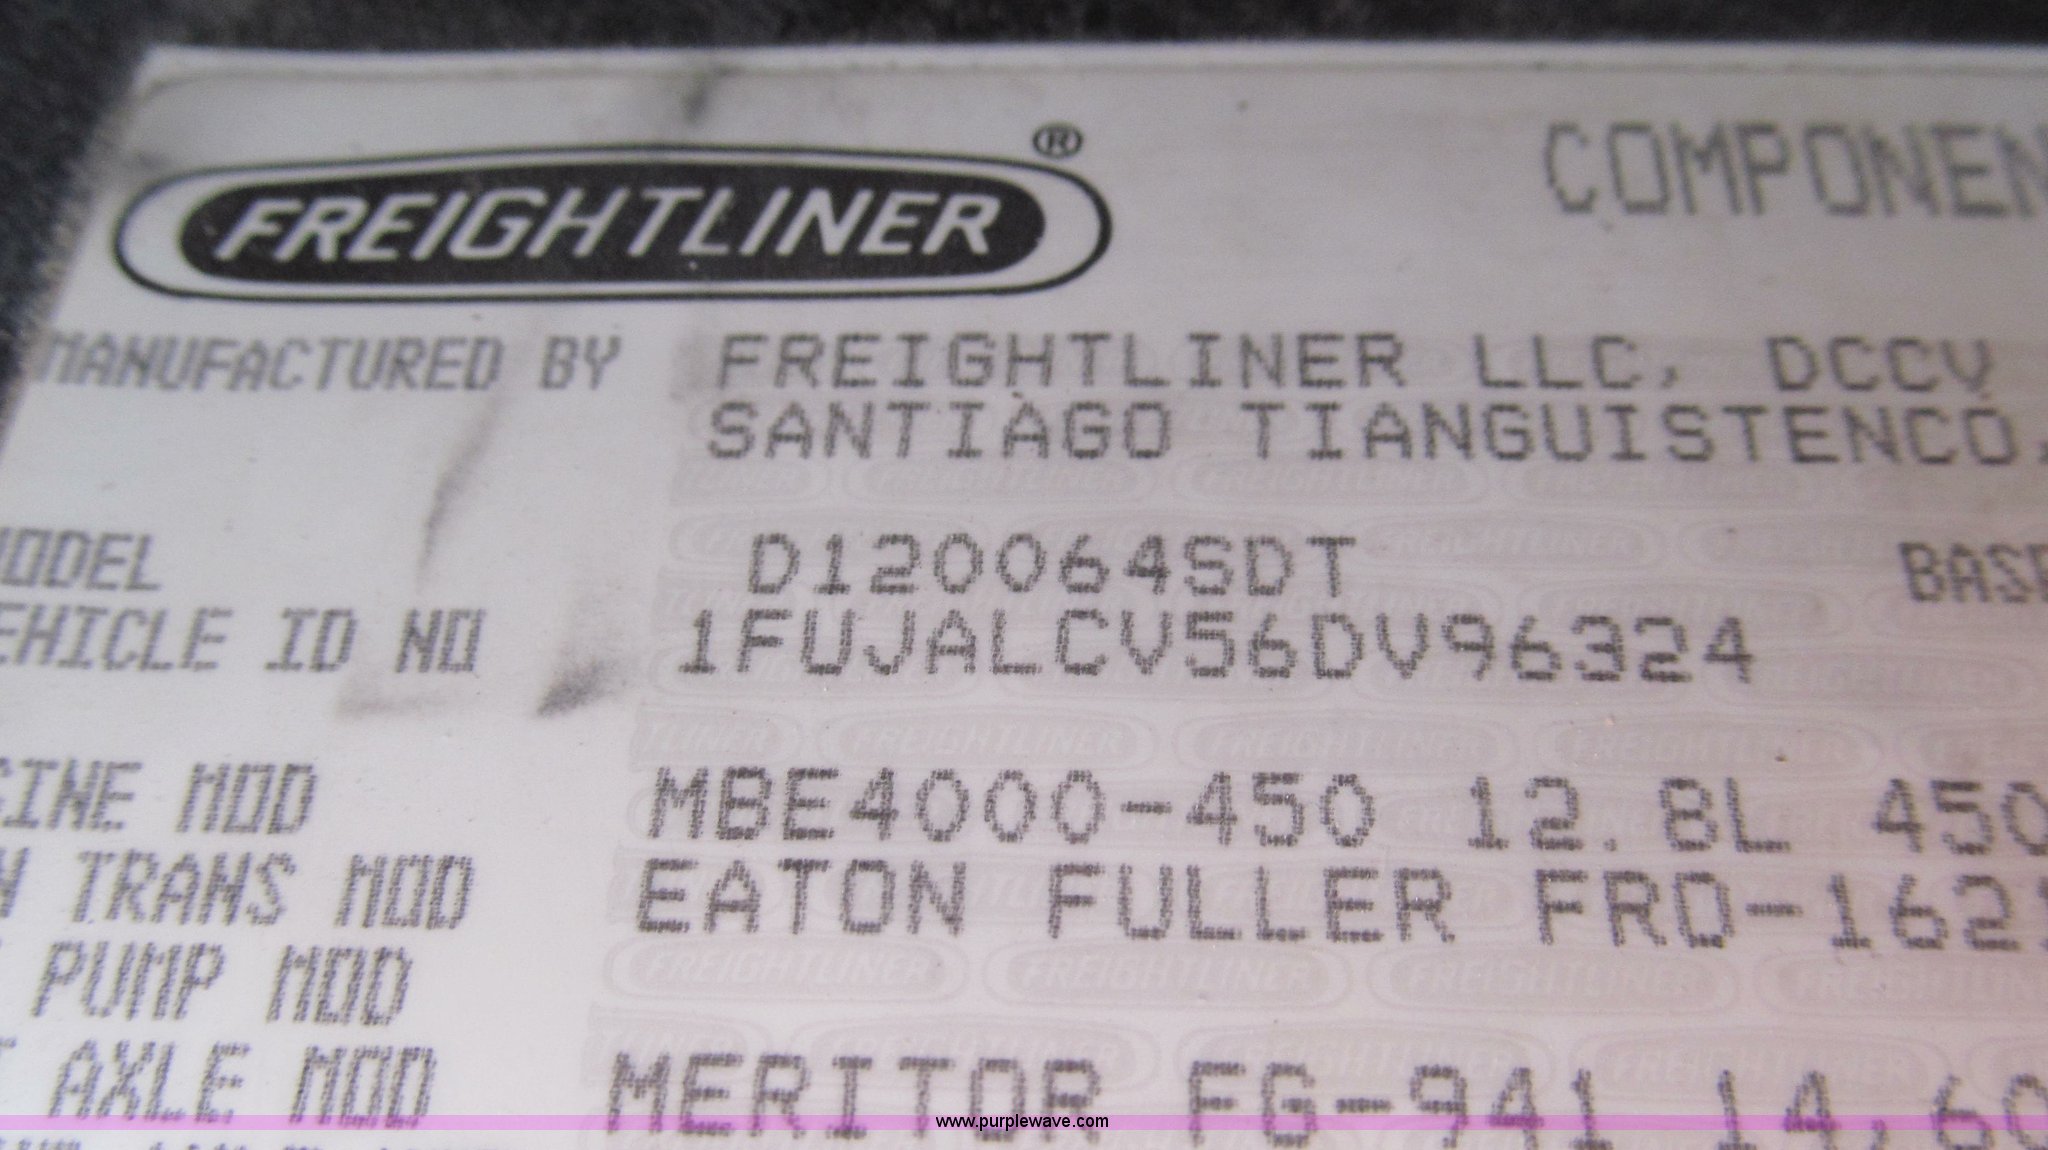 FREIGHTLINER ®
COMPONEN
MANUFACTURED BY FREIGHTLINER LLC, DCCV
SANTIAGO TIANGUISTENCO.
MODEL D120064SDT BASE
EHICLE ID NO 1FUJALCV56DV96324
GINE MOD MBE4000-450 12.8L 450
N TRANS MOD EATON FULLER FRO-1621
PUMP MOD
T AXLE MOD MERITOR FG-941 14,60
www.purplewave.com